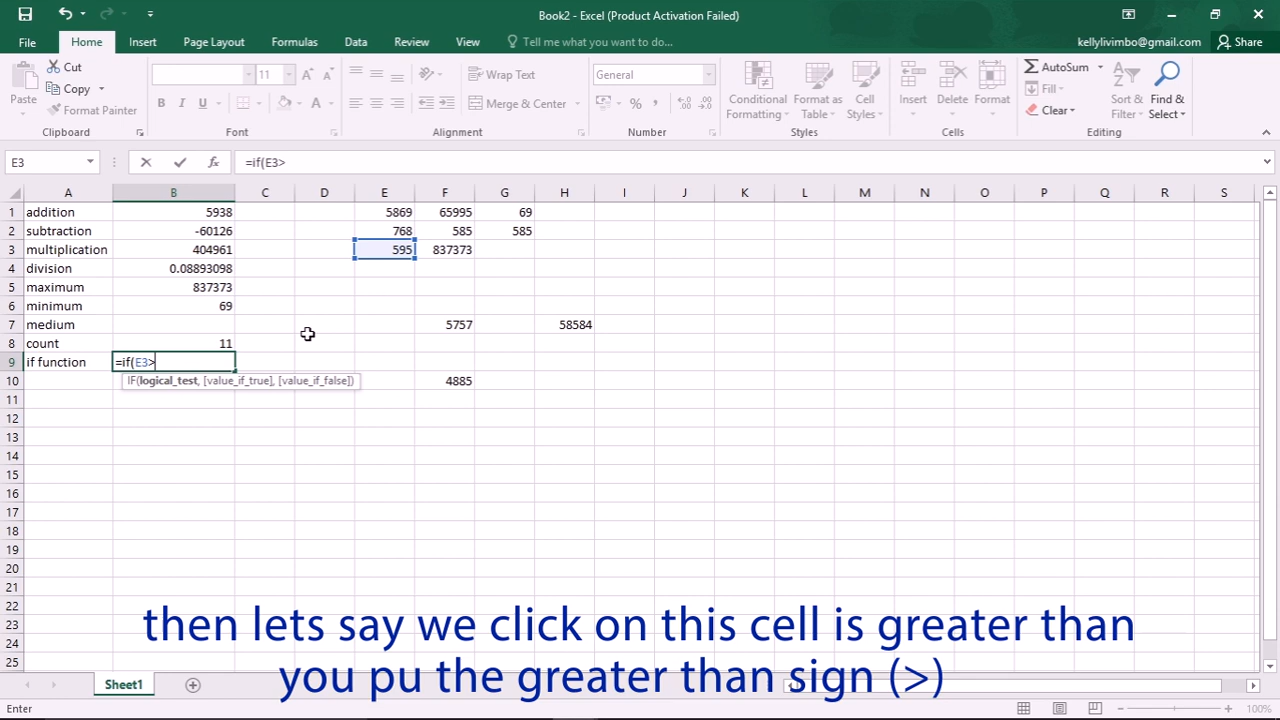 Book2 - Excel (Product Activation Failed)
File Home Insert Page Layout Formulas Data Review View Tell me what you want to do... kellylivimbo@gmail.com Share
Paste Cut Copy Format Painter Clipboard
11 B I U A A A Font
Wrap Text Merge & Center Alignment
General % , Number
Conditional Formatting Format as Table Cell Styles Styles
Insert Delete Format Cells
AutoSum Fill Clear Sort & Filter Find & Select Editing
E3 fx =if(E3>
A B C D E F G H I J K L M N O P Q R S
1 addition 5938 5869 65995 69
2 subtraction -60126 768 585 585
3 multiplication 404961 595 837373
4 division 0.08893098
5 maximum 837373
6 minimum 69
7 medium 5757 58584
8 count 11
9 if function =if(E3>
10 IF(logical_test, [value_if_true], [value_if_false]) 4885
11
12
13
14
15
16
17
18
19
20
21
22
23
24
25
then lets say we click on this cell is greater than
you pu the greater than sign (>)
Sheet1
Enter 100%